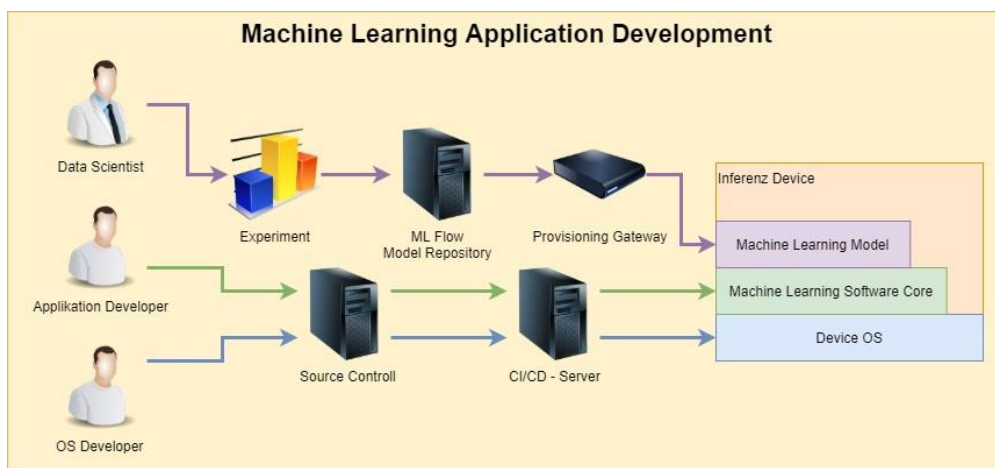 Machine Learning Application Development
Data Scientist
Experiment
ML Flow
Model Repository
Provisioning Gateway
Inferenz Device
Machine Learning Model
Applikation Developer
Machine Learning Software Core
Source Controll
CI/CD - Server
Device OS
OS Developer